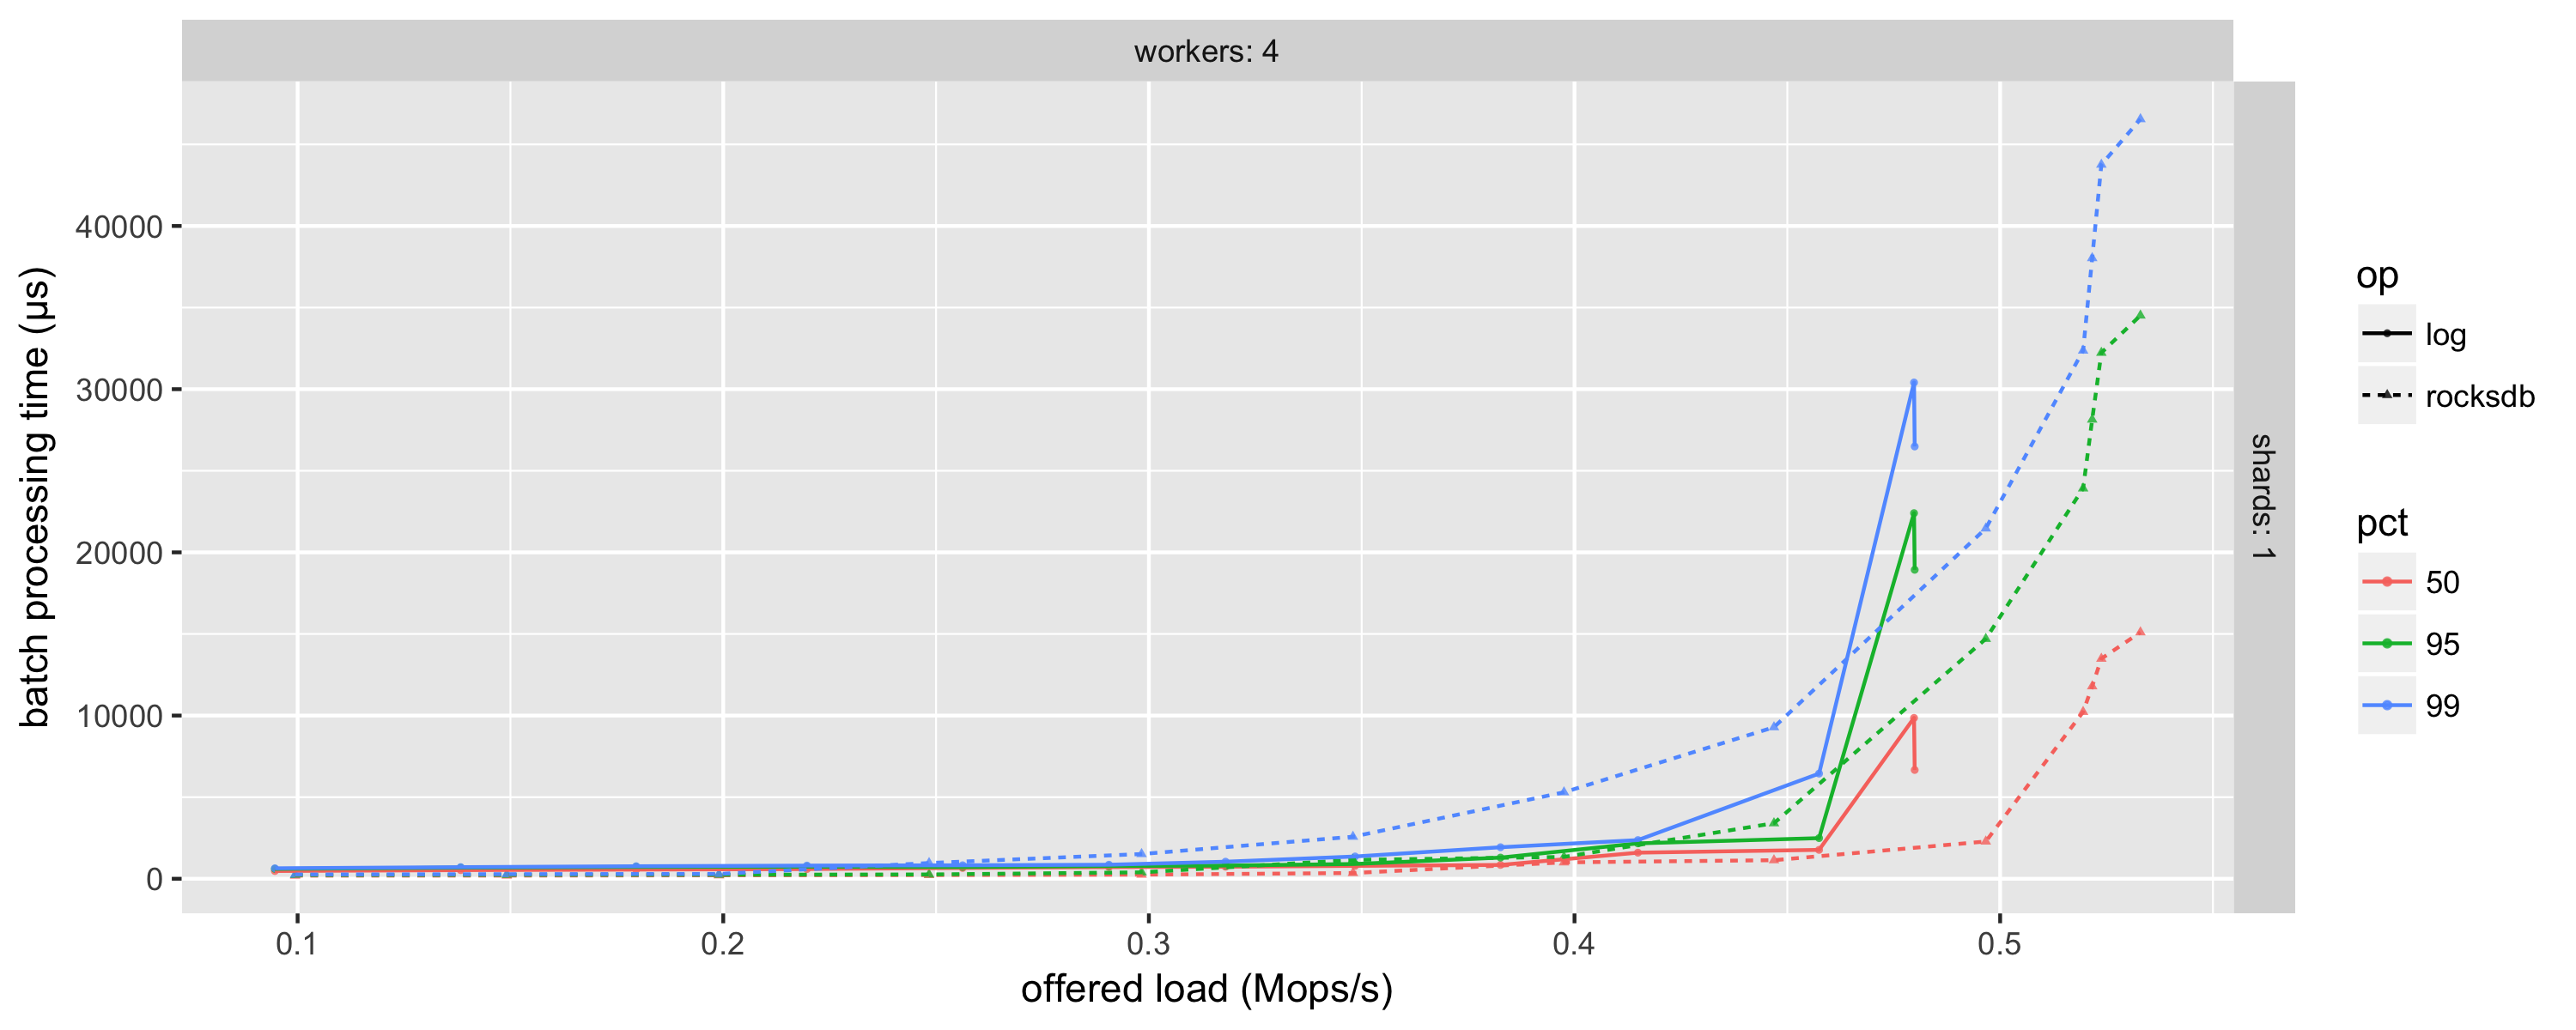 workers: 4
batch processing time (µs)
40000
30000
20000
10000
0
0.1
0.2
0.3
0.4
0.5
offered load (Mops/s)
shards: 1
op
log
rocksdb
pct
50
95
99